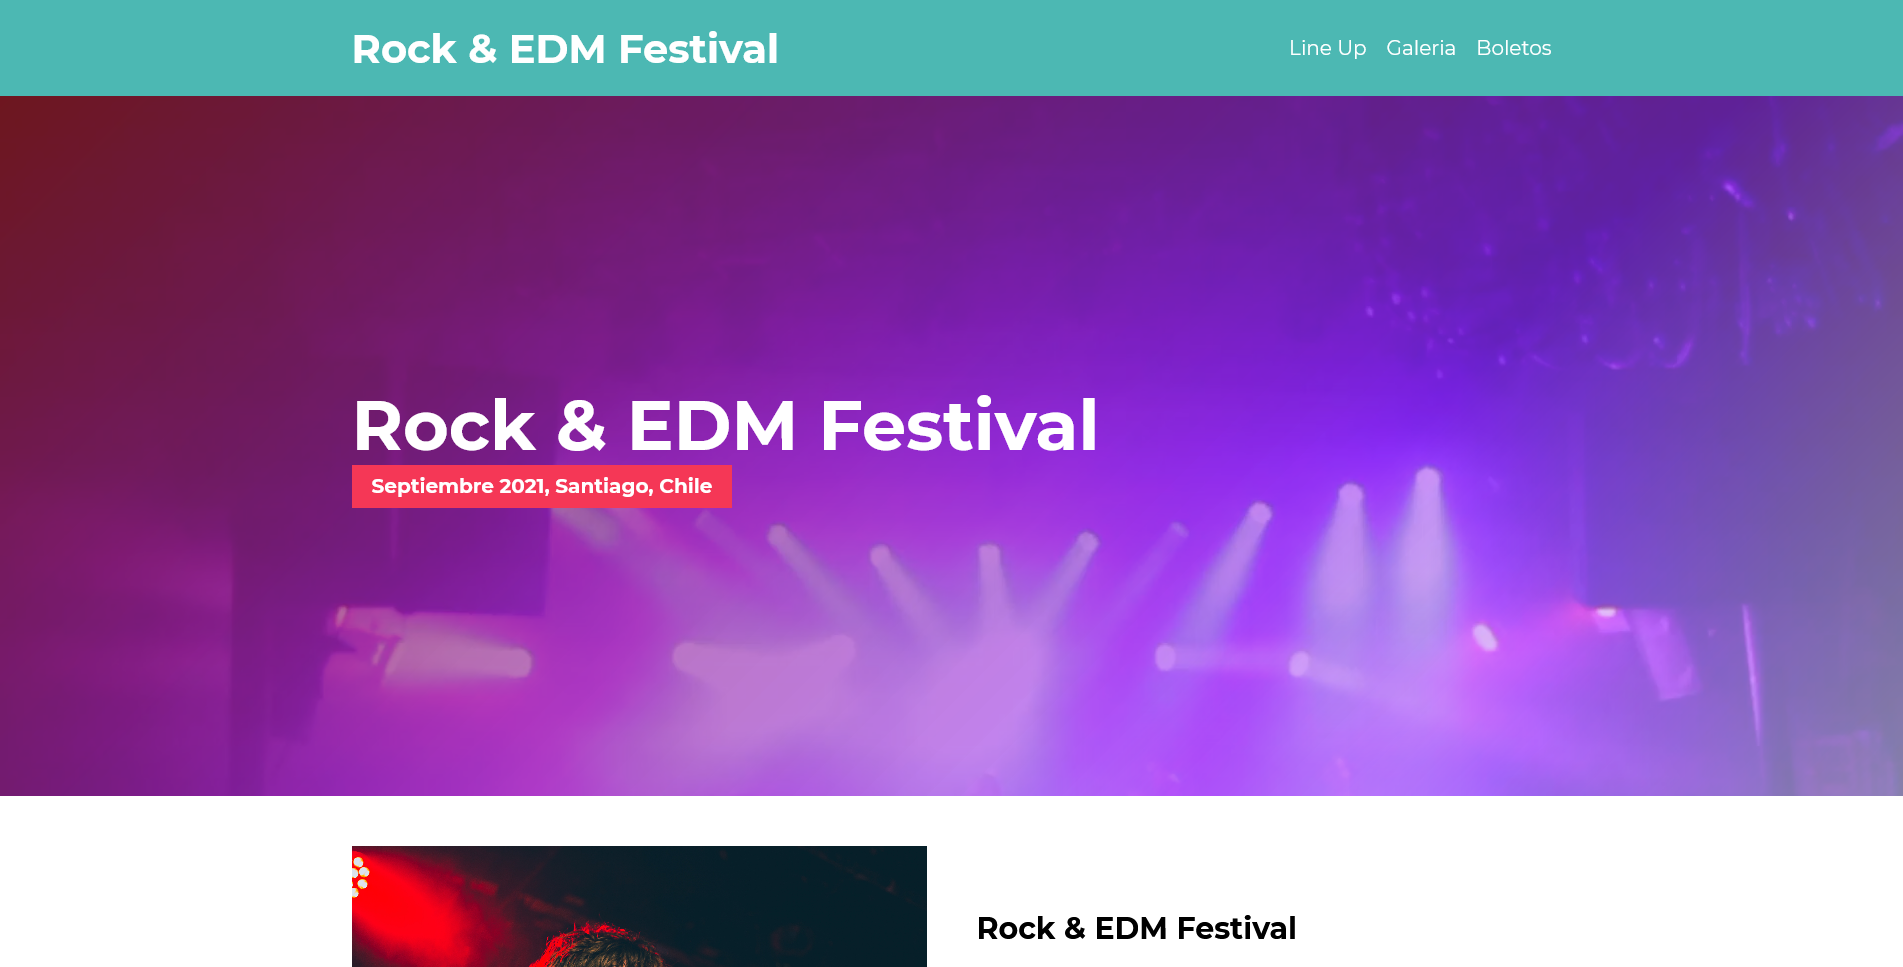 Rock & EDM Festival
Line Up Galeria Boletos
Rock & EDM Festival
Septiembre 2021, Santiago, Chile
Rock & EDM Festival